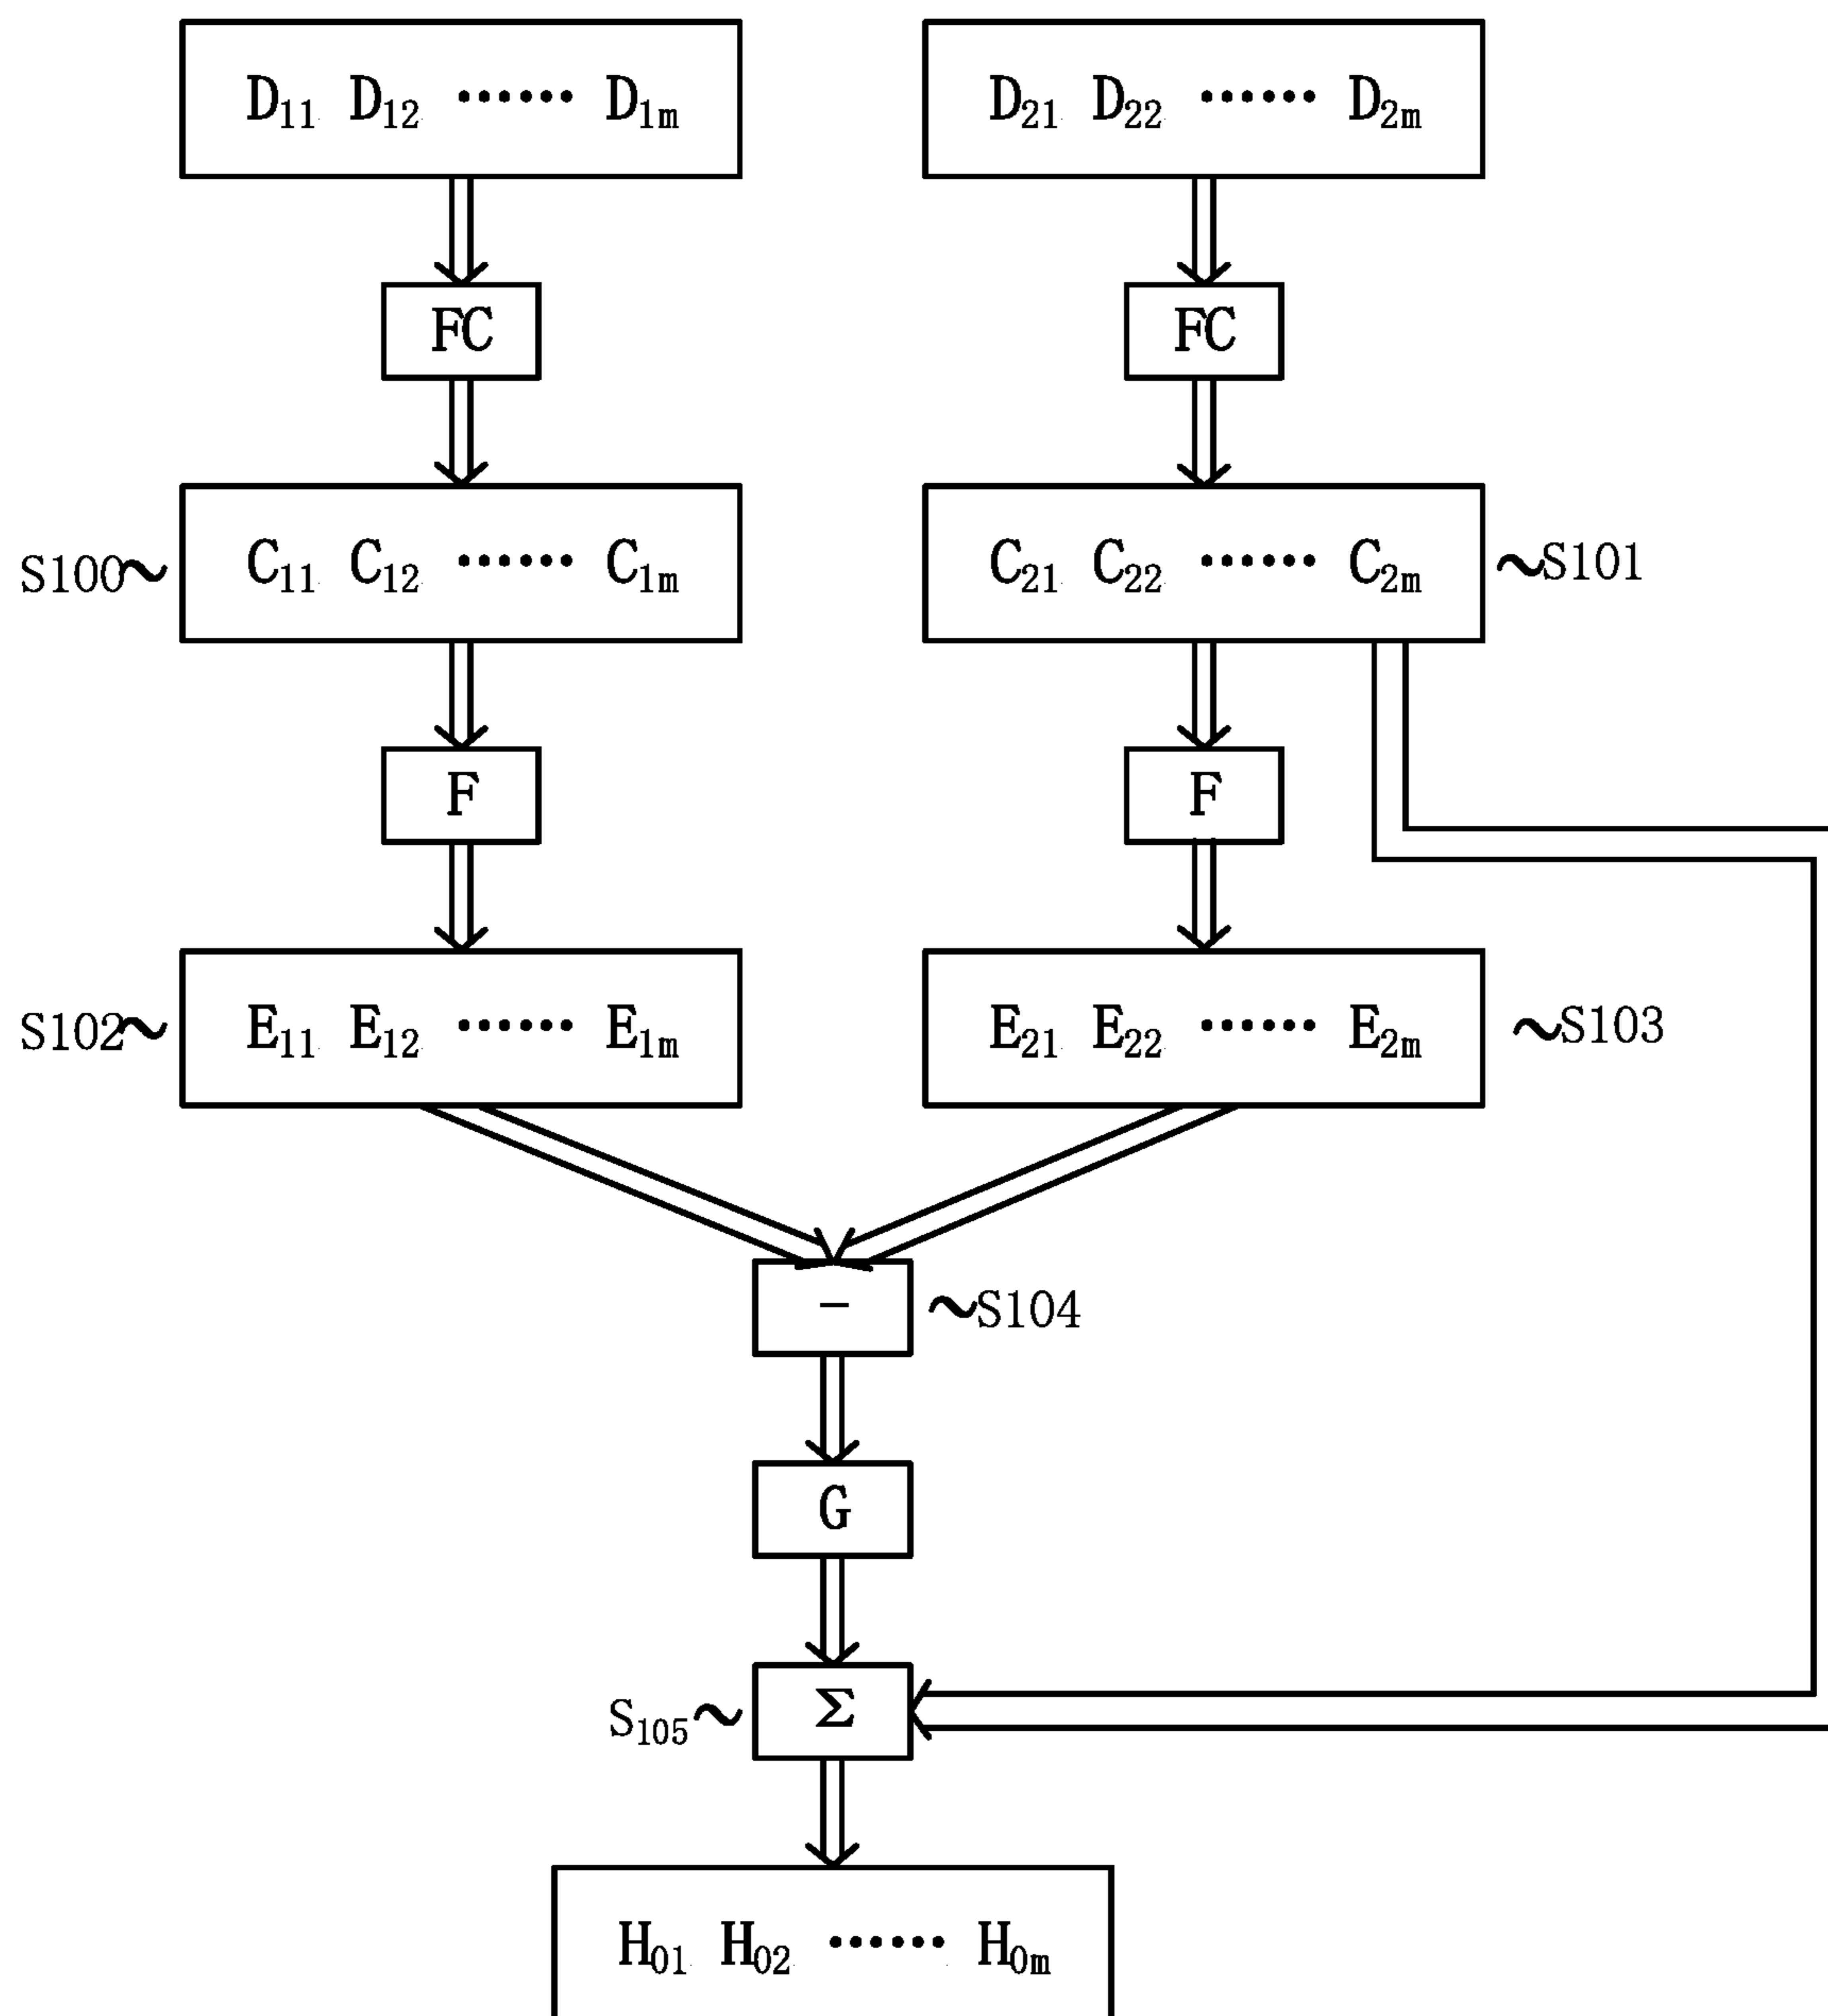 D₁₁ D₁₂ ······ D₁ₘ
D₂₁ D₂₂ ······ D₂ₘ
FC
FC
S100
C₁₁ C₁₂ ······ C₁ₘ
C₂₁ C₂₂ ······ C₂ₘ
S101
F
F
S102
E₁₁ E₁₂ ······ E₁ₘ
E₂₁ E₂₂ ······ E₂ₘ
S103
−
S104
G
S₁₀₅
Σ
H₀₁ H₀₂ ······ H₀ₘ